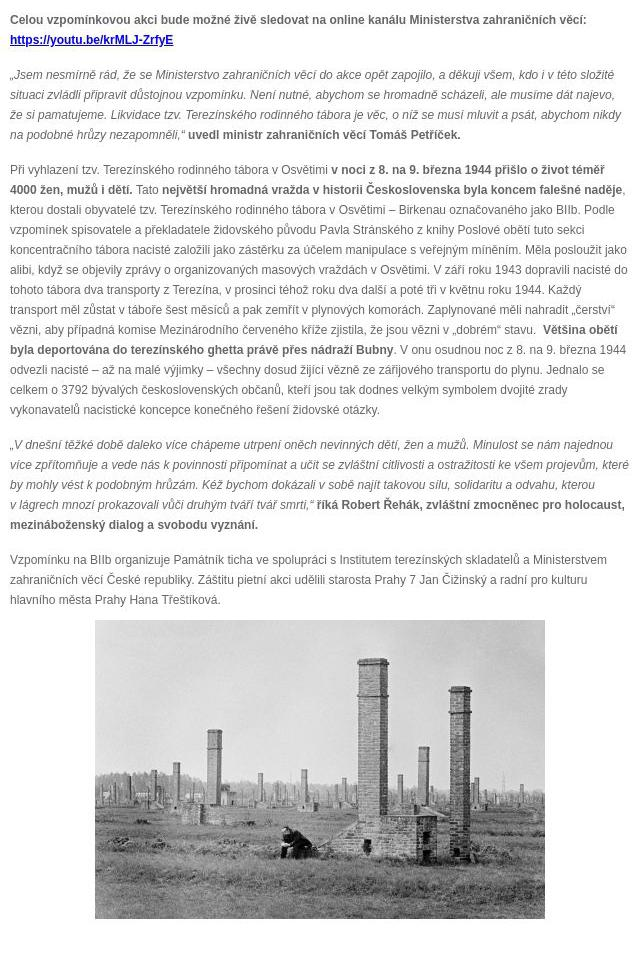 Celou vzpomínkovou akci bude možné živě sledovat na online kanálu Ministerstva zahraničních věcí:
https://youtu.be/krMLJ-ZrfyE
„Jsem nesmírně rád, že se Ministerstvo zahraničních věcí do akce opět zapojilo, a děkuji všem, kdo i v této složité
situaci zvládli připravit důstojnou vzpomínku. Není nutné, abychom se hromadně scházeli, ale musíme dát najevo,
že si pamatujeme. Likvidace tzv. Terezínského rodinného tábora je věc, o níž se musí mluvit a psát, abychom nikdy
na podobné hrůzy nezapomněli,“ uvedl ministr zahraničních věcí Tomáš Petříček.
Při vyhlazení tzv. Terezínského rodinného tábora v Osvětimi v noci z 8. na 9. března 1944 přišlo o život téměř
4000 žen, mužů i dětí. Tato největší hromadná vražda v historii Československa byla koncem falešné naděje,
kterou dostali obyvatelé tzv. Terezínského rodinného tábora v Osvětimi – Birkenau označovaného jako BIIb. Podle
vzpomínek spisovatele a překladatele židovského původu Pavla Stránského z knihy Poslové obětí tuto sekci
koncentračního tábora nacisté založili jako zástěrku za účelem manipulace s veřejným míněním. Měla posloužit jako
alibi, když se objevily zprávy o organizovaných masových vraždách v Osvětimi. V září roku 1943 dopravili nacisté do
tohoto tábora dva transporty z Terezína, v prosinci téhož roku dva další a poté tři v květnu roku 1944. Každý
transport měl zůstat v táboře šest měsíců a pak zemřít v plynových komorách. Zaplynované měli nahradit „čerství“
vězni, aby případná komise Mezinárodního červeného kříže zjistila, že jsou vězni v „dobrém“ stavu. Většina obětí
byla deportována do terezínského ghetta právě přes nádraží Bubny. V onu osudnou noc z 8. na 9. března 1944
odvezli nacisté – až na malé výjimky – všechny dosud žijící vězně ze zářijového transportu do plynu. Jednalo se
celkem o 3792 bývalých československých občanů, kteří jsou tak dodnes velkým symbolem dvojité zrady
vykonavatelů nacistické koncepce konečného řešení židovské otázky.
„V dnešní těžké době daleko více chápeme utrpení oněch nevinných dětí, žen a mužů. Minulost se nám najednou
více zpřítomňuje a vede nás k povinnosti připomínat a učit se zvláštní citlivosti a ostražitosti ke všem projevům, které
by mohly vést k podobným hrůzám. Kéž bychom dokázali v sobě najít takovou sílu, solidaritu a odvahu, kterou
v lágrech mnozí prokazovali vůči druhým tváří tvář smrti,“ říká Robert Řehák, zvláštní zmocněnec pro holocaust,
mezináboženský dialog a svobodu vyznání.
Vzpomínku na BIIb organizuje Památník ticha ve spolupráci s Institutem terezínských skladatelů a Ministerstvem
zahraničních věcí České republiky. Záštitu pietní akci udělili starosta Prahy 7 Jan Čižinský a radní pro kulturu
hlavního města Prahy Hana Třeštíková.